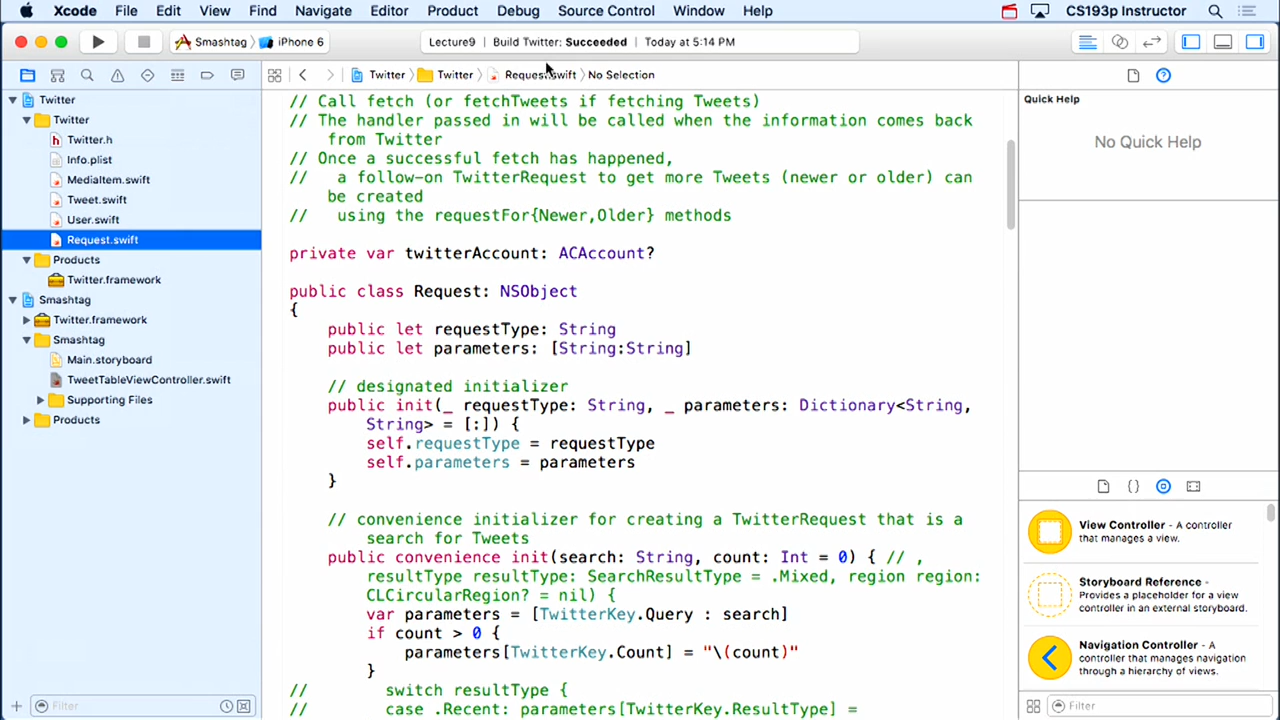 Xcode File Edit View Find Navigate Editor Product Debug Source Control Window Help CS193p Instructor
Smashtag iPhone 6 Lecture9 | Build Twitter: Succeeded | Today at 5:14 PM
Twitter Twitter Request.swift No Selection
Twitter
Twitter
h Twitter.h
Info.plist
MediaItem.swift
Tweet.swift
User.swift
Request.swift
Products
Twitter.framework
Smashtag
Twitter.framework
Smashtag
Main.storyboard
TweetTableViewController.swift
Supporting Files
Products
Filter
// Call fetch (or fetchTweets if fetching Tweets)
// The handler passed in will be called when the information comes back
from Twitter
// Once a successful fetch has happened,
// a follow-on TwitterRequest to get more Tweets (newer or older) can
be created
// using the requestFor{Newer,Older} methods
private var twitterAccount: ACAccount?
public class Request: NSObject
{
public let requestType: String
public let parameters: [String:String]
// designated initializer
public init(_ requestType: String, _ parameters: Dictionary<String,
String> = [:]) {
self.requestType = requestType
self.parameters = parameters
}
// convenience initializer for creating a TwitterRequest that is a
search for Tweets
public convenience init(search: String, count: Int = 0) { // ,
resultType resultType: SearchResultType = .Mixed, region region:
CLCircularRegion? = nil) {
var parameters = [TwitterKey.Query : search]
if count > 0 {
parameters[TwitterKey.Count] = "\(count)"
}
// switch resultType {
// case .Recent: parameters[TwitterKey.ResultType] =
Quick Help
No Quick Help
{ }
View Controller - A controller
that manages a view.
Storyboard Reference -
Provides a placeholder for a view
controller in an external storyboard.
Navigation Controller - A
controller that manages navigation
through a hierarchy of views.
Filter